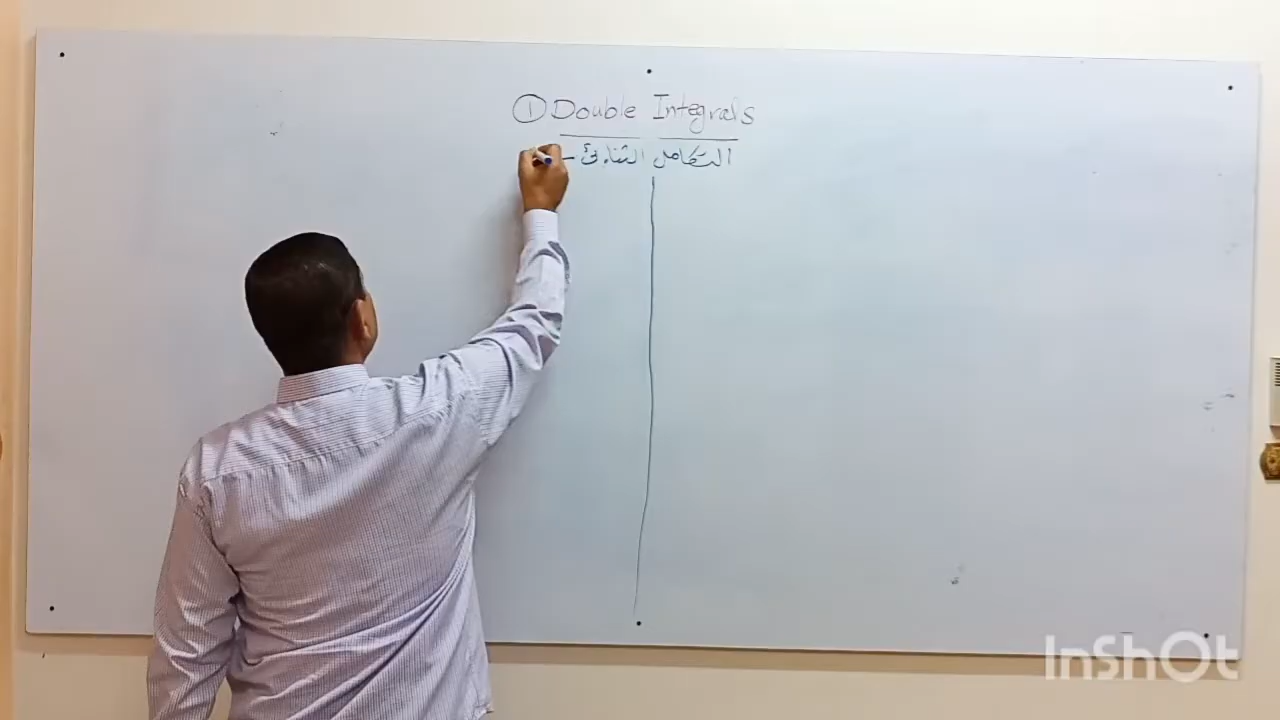 ① Double Integrals
التكامل الثنائي -
InShOt